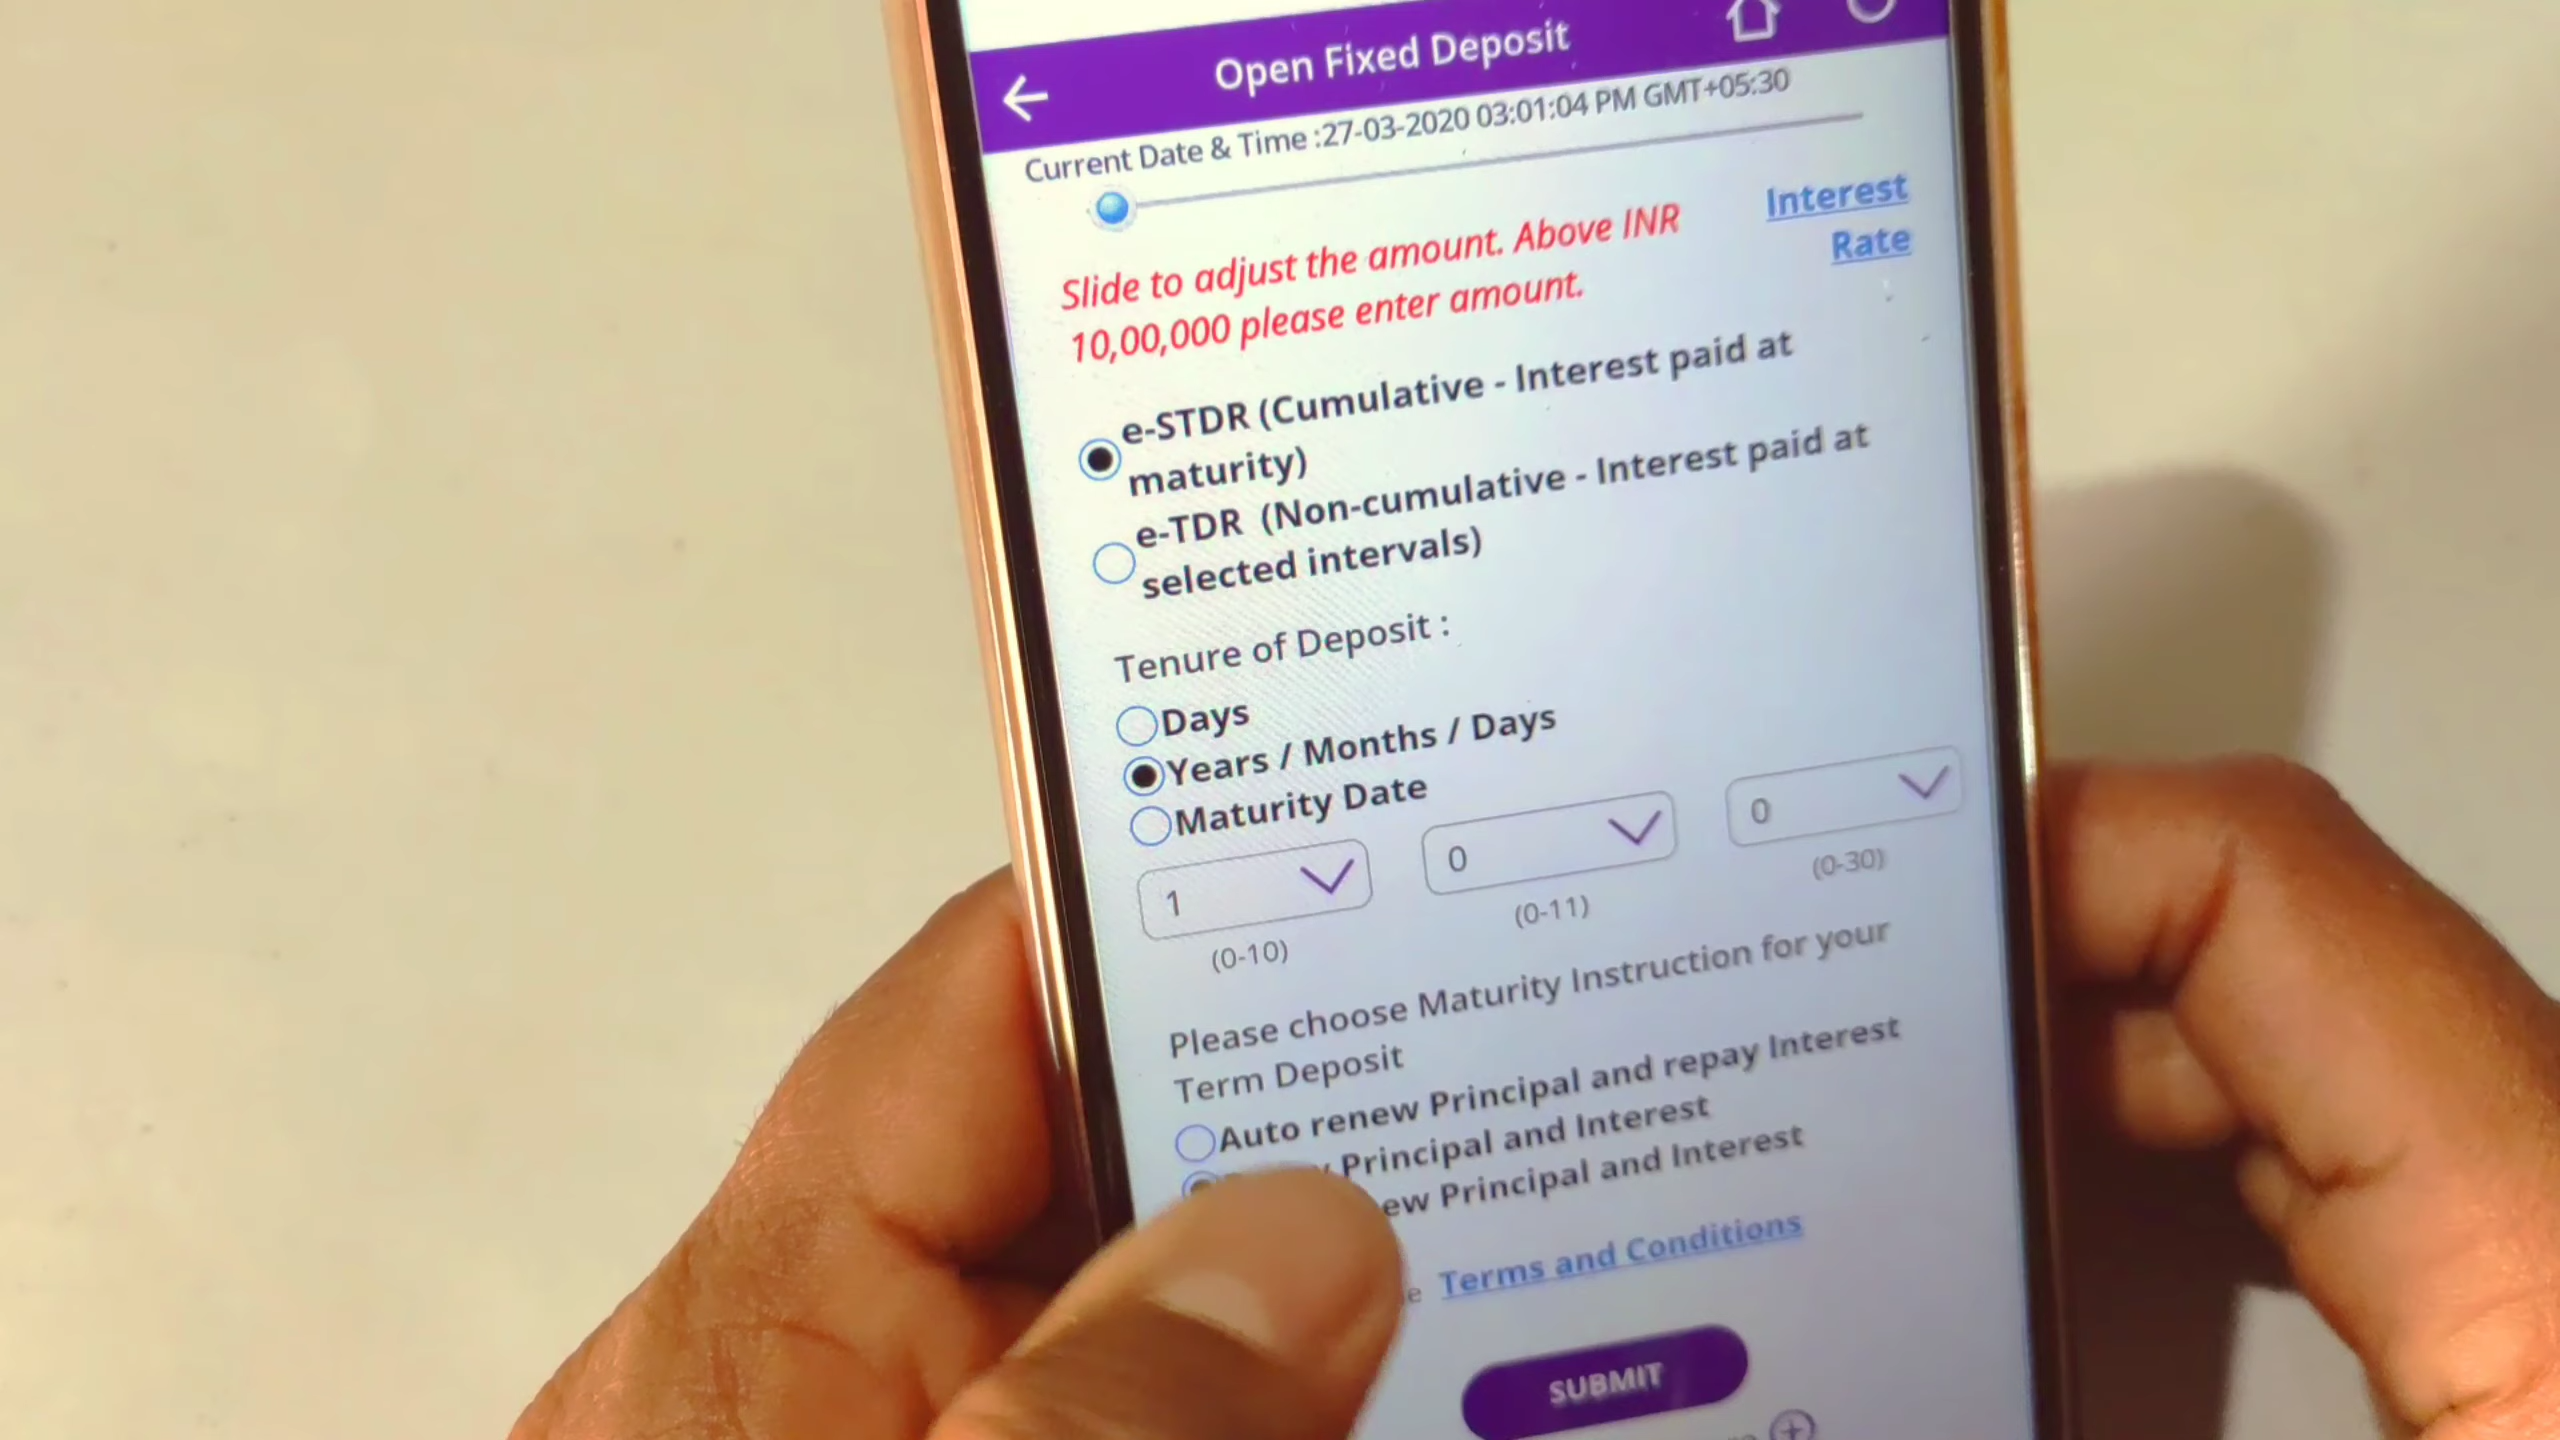 Open Fixed Deposit
Current Date & Time :27-03-2020 03:01:04 PM GMT+05:30
Slide to adjust the amount. Above INR
10,00,000 please enter amount.
Interest
Rate
e-STDR (Cumulative - Interest paid at
maturity)
e-TDR (Non-cumulative - Interest paid at
selected intervals)
Tenure of Deposit :
Days
Years / Months / Days
Maturity Date
1
0
0
(0-10)
(0-11)
(0-30)
Please choose Maturity Instruction for your
Term Deposit
Auto renew Principal and repay Interest
Principal and Interest
Principal and Interest
Terms and Conditions
SUBMIT